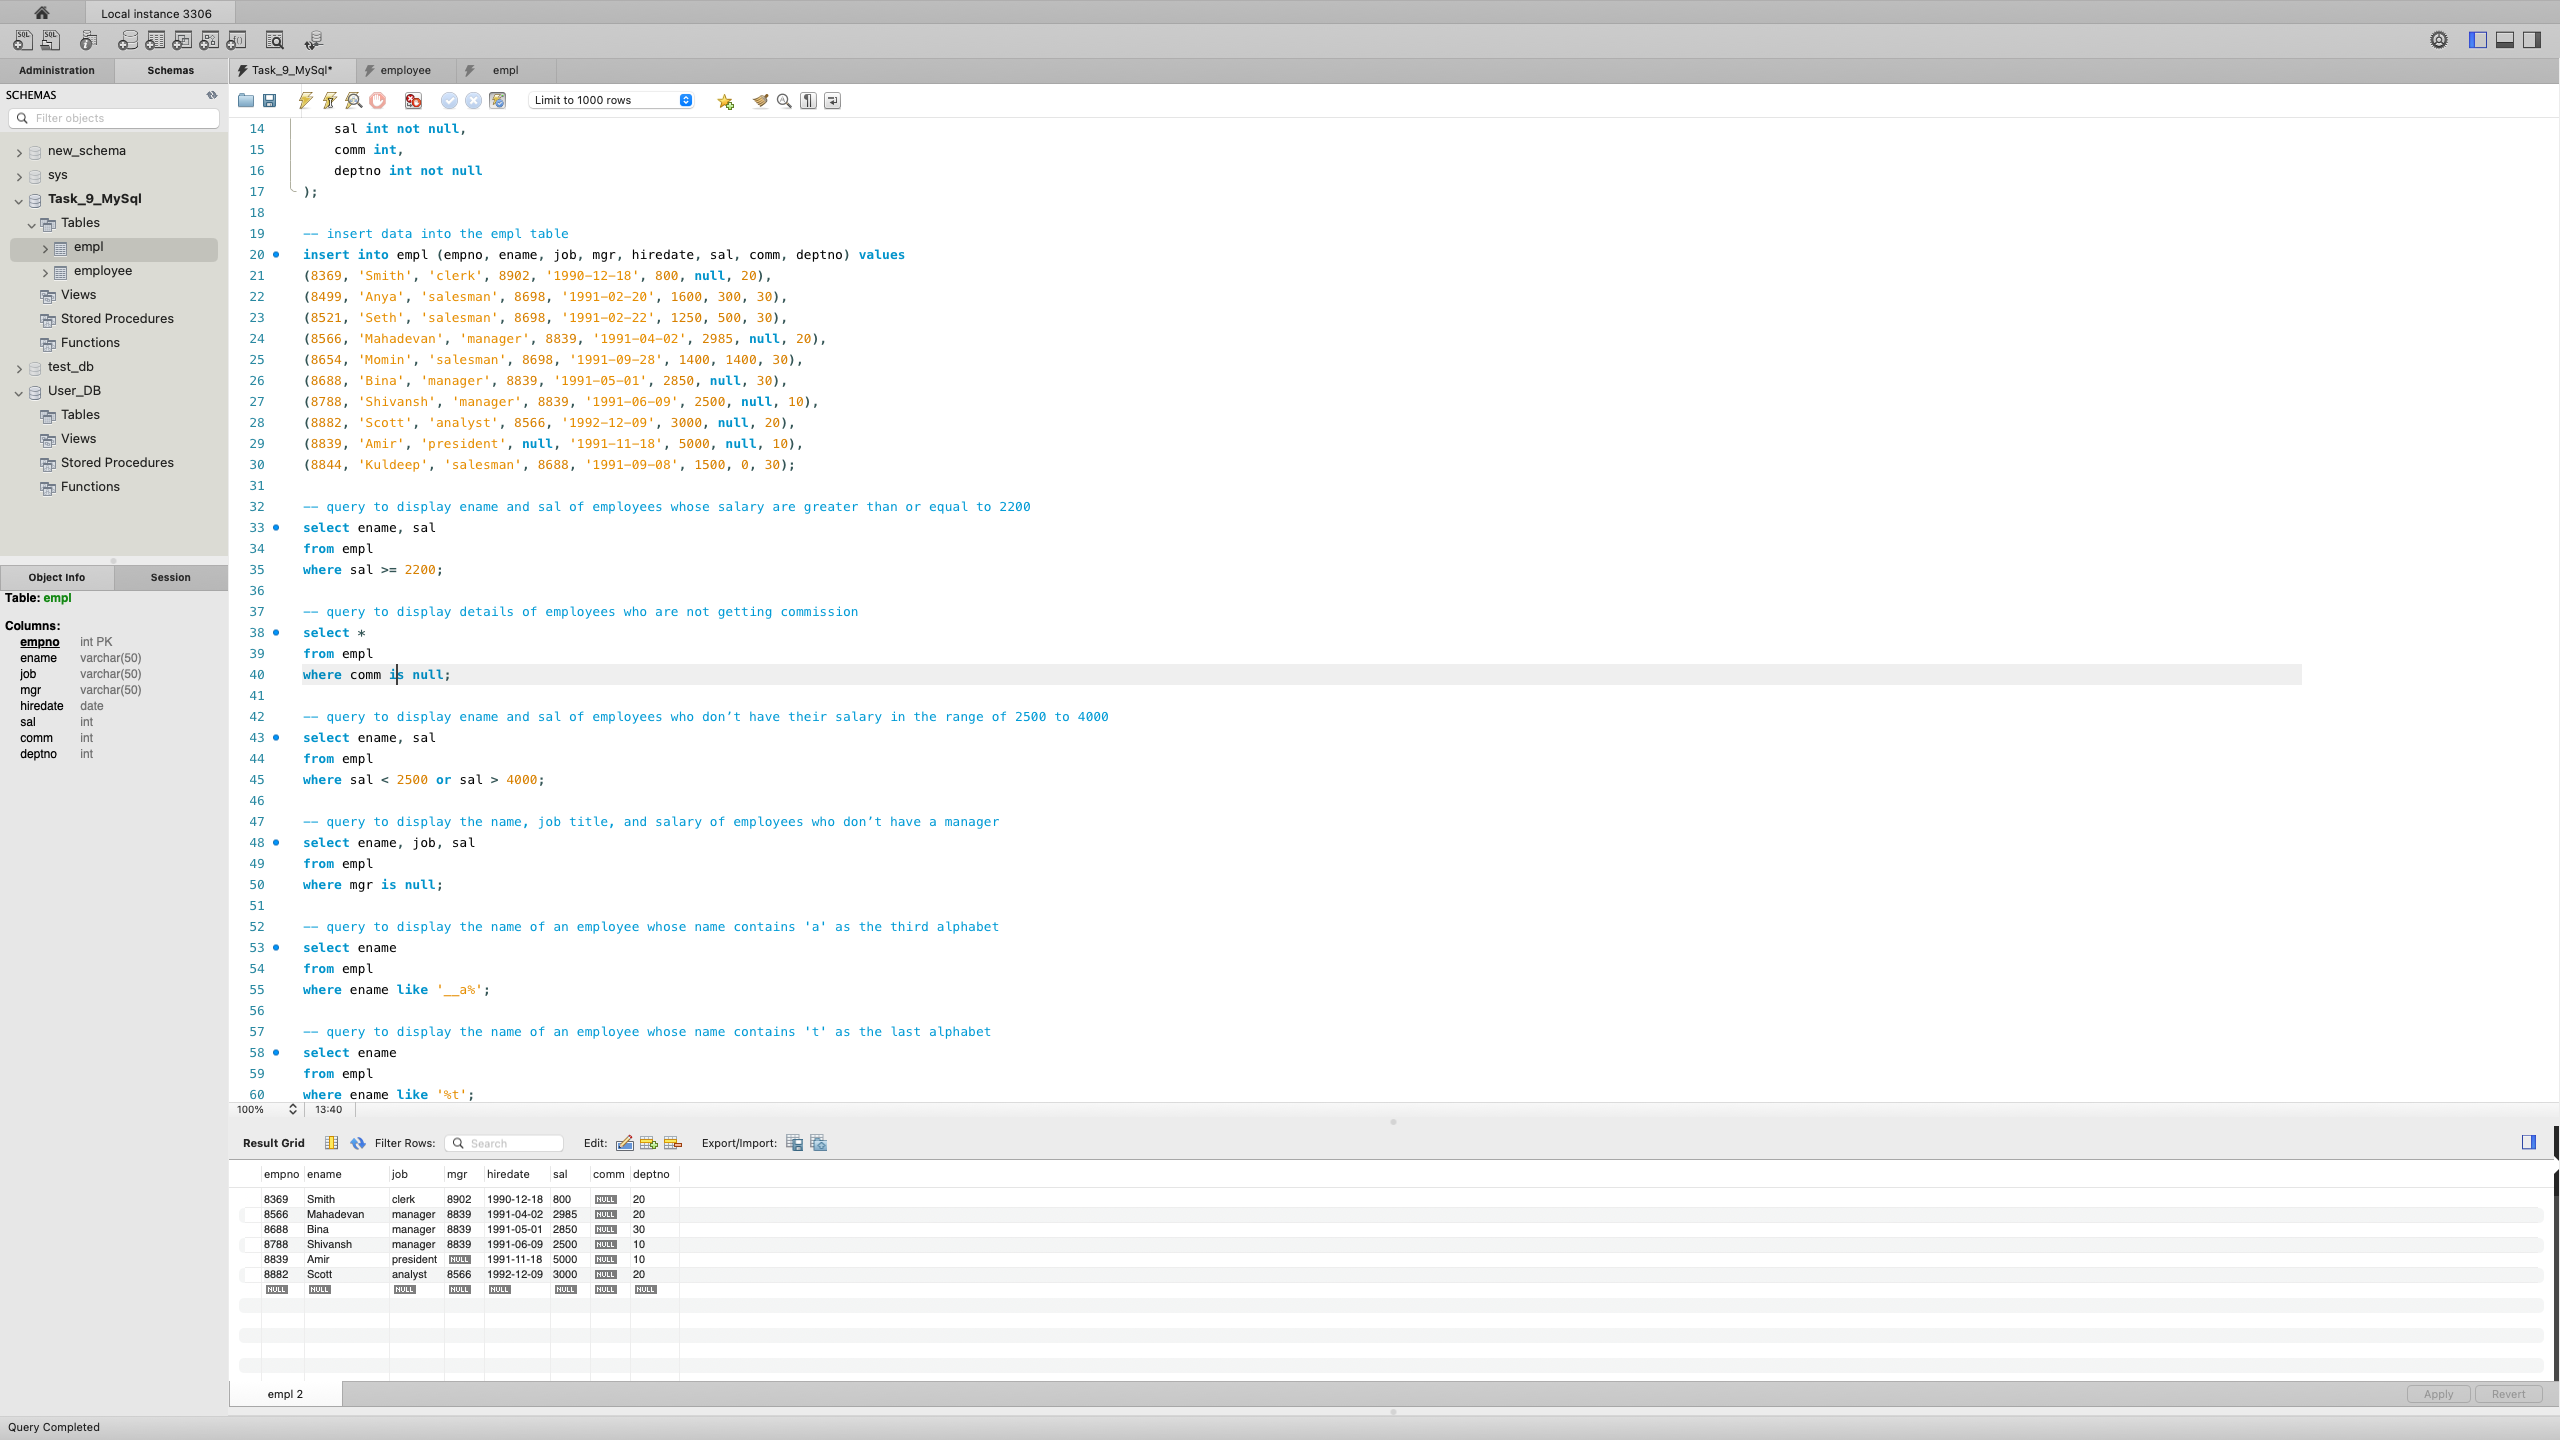 Local instance 3306
Administration
Schemas
Task_9_MySql*
employee
empl
SCHEMAS
Limit to 1000 rows
Filter objects
new_schema
sys
Task_9_MySql
Tables
empl
employee
Views
Stored Procedures
Functions
test_db
User_DB
Tables
Views
Stored Procedures
Functions
Object Info
Session
Table: empl
Columns:
empno int PK
ename varchar(50)
job varchar(50)
mgr varchar(50)
hiredate date
sal int
comm int
deptno int
14 sal int not null,
15 comm int,
16 deptno int not null
17 );
18
19 -- insert data into the empl table
20 insert into empl (empno, ename, job, mgr, hiredate, sal, comm, deptno) values
21 (8369, 'Smith', 'clerk', 8902, '1990-12-18', 800, null, 20),
22 (8499, 'Anya', 'salesman', 8698, '1991-02-20', 1600, 300, 30),
23 (8521, 'Seth', 'salesman', 8698, '1991-02-22', 1250, 500, 30),
24 (8566, 'Mahadevan', 'manager', 8839, '1991-04-02', 2985, null, 20),
25 (8654, 'Momin', 'salesman', 8698, '1991-09-28', 1400, 1400, 30),
26 (8688, 'Bina', 'manager', 8839, '1991-05-01', 2850, null, 30),
27 (8788, 'Shivansh', 'manager', 8839, '1991-06-09', 2500, null, 10),
28 (8882, 'Scott', 'analyst', 8566, '1992-12-09', 3000, null, 20),
29 (8839, 'Amir', 'president', null, '1991-11-18', 5000, null, 10),
30 (8844, 'Kuldeep', 'salesman', 8688, '1991-09-08', 1500, 0, 30);
31
32 -- query to display ename and sal of employees whose salary are greater than or equal to 2200
33 select ename, sal
34 from empl
35 where sal >= 2200;
36
37 -- query to display details of employees who are not getting commission
38 select *
39 from empl
40 where comm is null;
41
42 -- query to display ename and sal of employees who don’t have their salary in the range of 2500 to 4000
43 select ename, sal
44 from empl
45 where sal < 2500 or sal > 4000;
46
47 -- query to display the name, job title, and salary of employees who don’t have a manager
48 select ename, job, sal
49 from empl
50 where mgr is null;
51
52 -- query to display the name of an employee whose name contains 'a' as the third alphabet
53 select ename
54 from empl
55 where ename like '__a%';
56
57 -- query to display the name of an employee whose name contains 't' as the last alphabet
58 select ename
59 from empl
60 where ename like '%t';
100% 13:40
Result Grid Filter Rows: Search Edit: Export/Import:
empno ename job mgr hiredate sal comm deptno
8369 Smith clerk 8902 1990-12-18 800 NULL 20
8566 Mahadevan manager 8839 1991-04-02 2985 NULL 20
8688 Bina manager 8839 1991-05-01 2850 NULL 30
8788 Shivansh manager 8839 1991-06-09 2500 NULL 10
8839 Amir president NULL 1991-11-18 5000 NULL 10
8882 Scott analyst 8566 1992-12-09 3000 NULL 20
NULL NULL NULL NULL NULL NULL NULL NULL
empl 2
Apply Revert
Query Completed